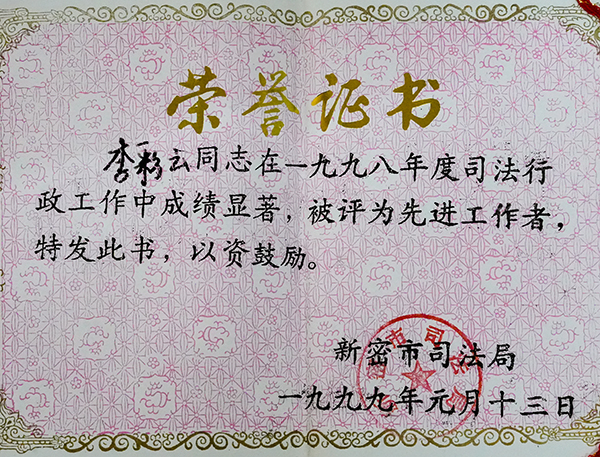 荣誉证书
李彩云同志在一九九八年度司法行
政工作中成绩显著，被评为先进工作者，
特发此书，以资鼓励。
新密市司法局
一九九九年元月十三日